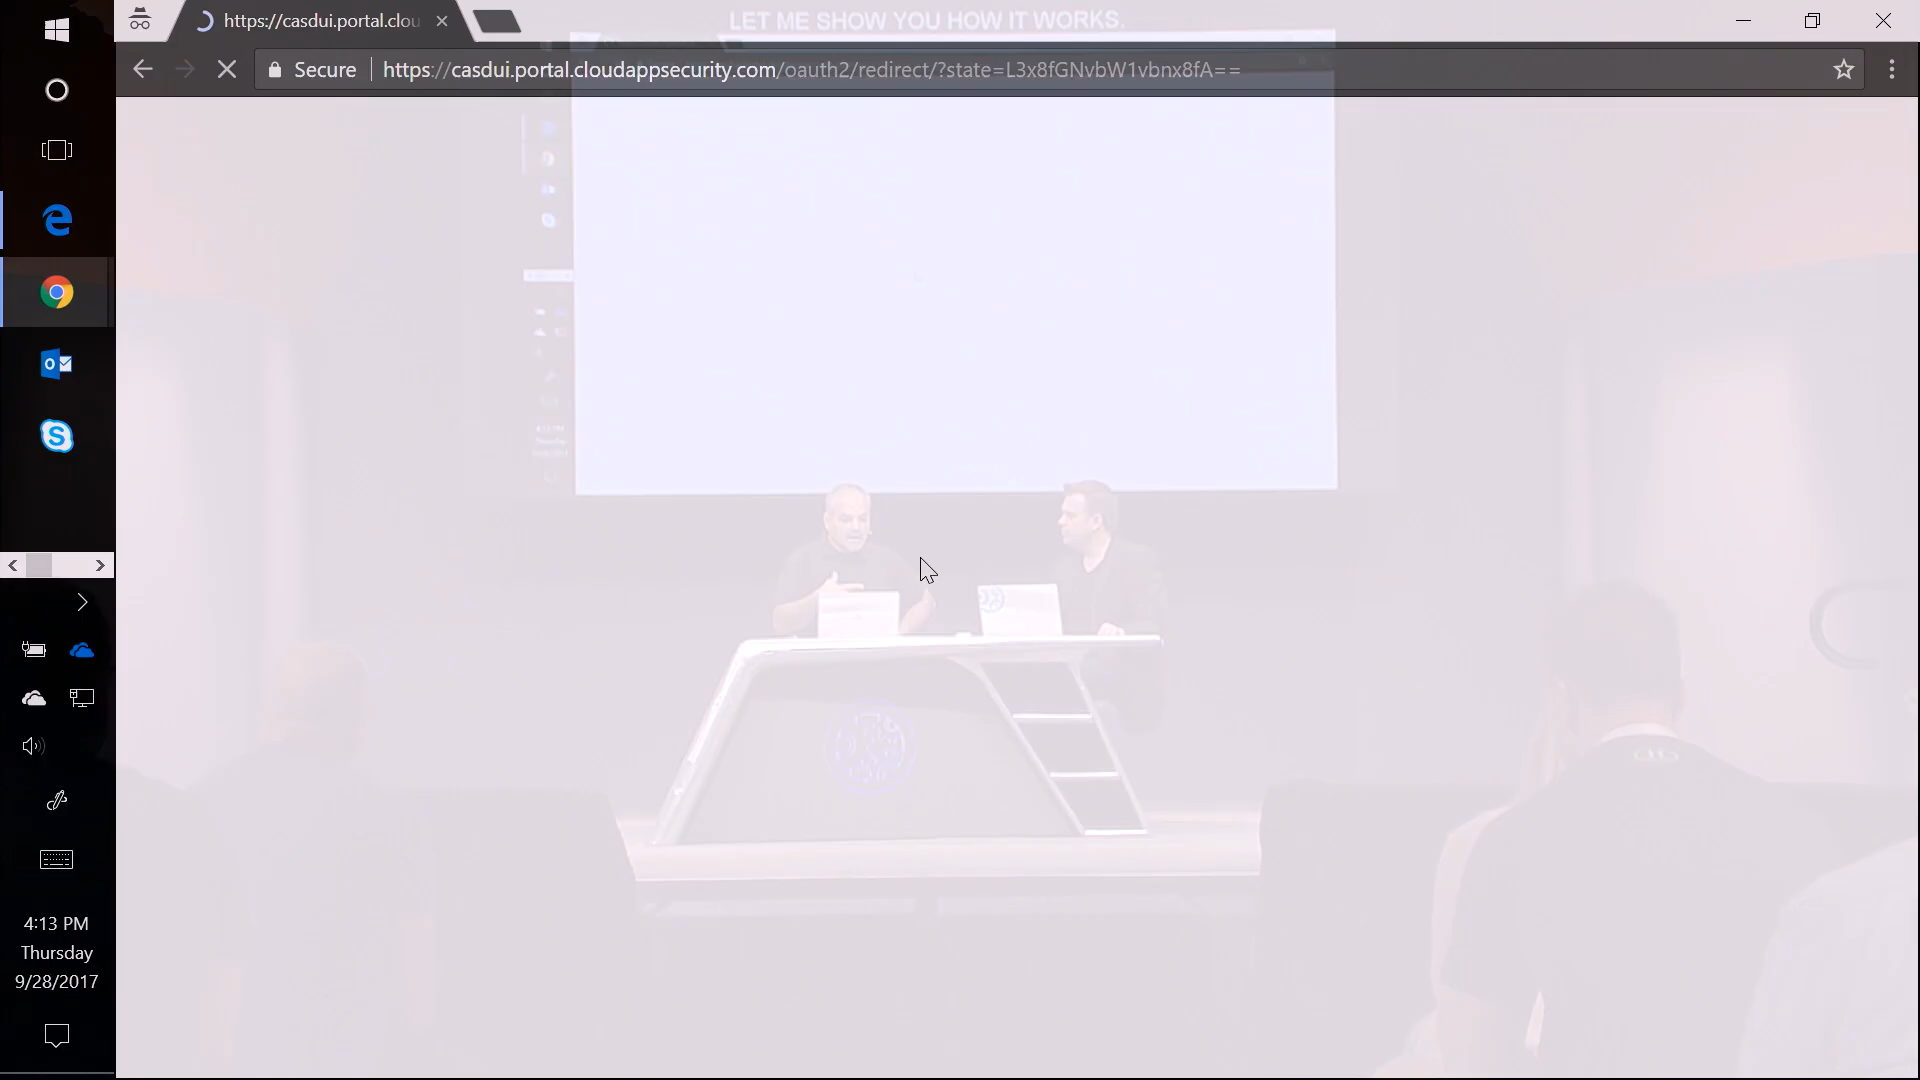 LET ME SHOW YOU HOW IT WORKS.
https://casdui.portal.clou
Secure
https://casdui.portal.cloudappsecurity.com/oauth2/redirect/?state=L3x8fGNvbW1vbnx8fA==
4:13 PM
Thursday
9/28/2017